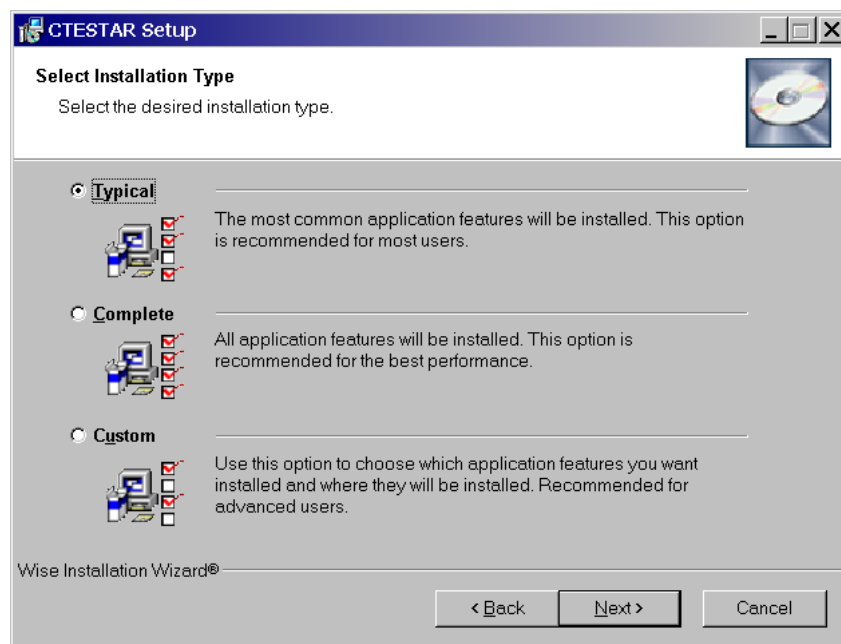 CTESTAR Setup
Select Installation Type
Select the desired installation type.
Typical
The most common application features will be installed. This option
is recommended for most users.
Complete
All application features will be installed. This option is
recommended for the best performance.
Custom
Use this option to choose which application features you want
installed and where they will be installed. Recommended for
advanced users.
Wise Installation Wizard®
< Back
Next >
Cancel